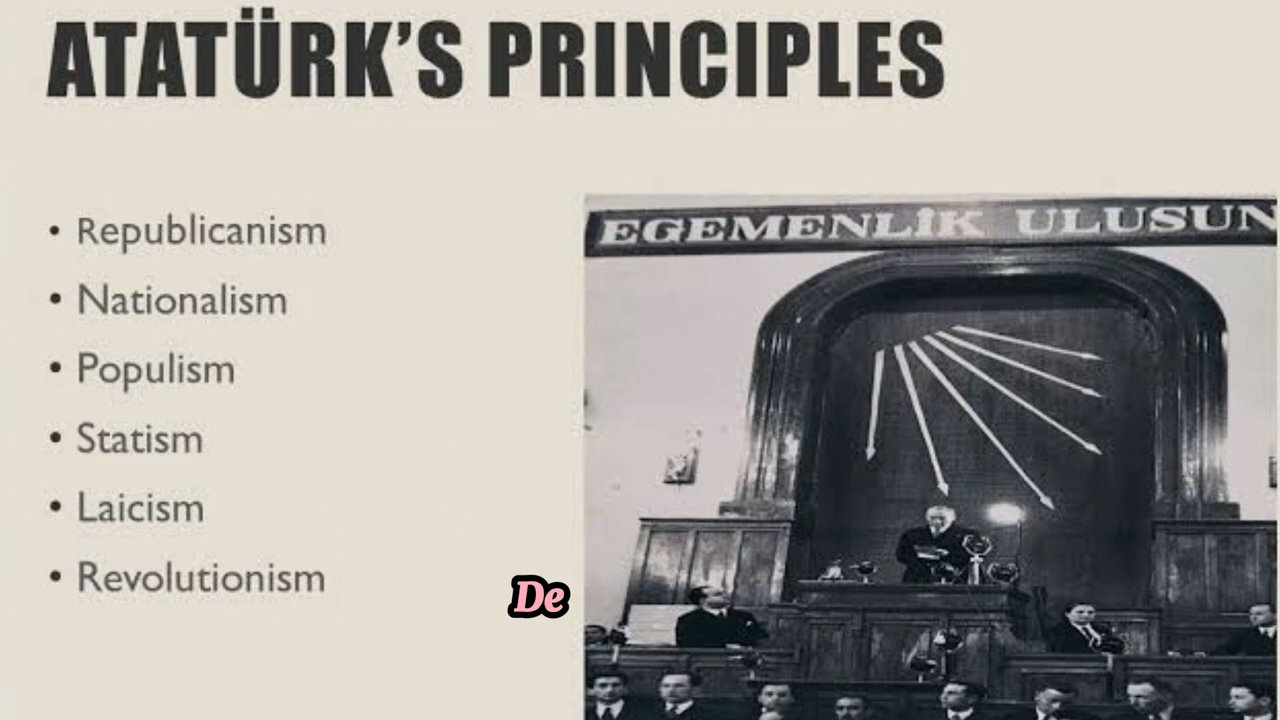 ATATÜRK'S PRINCIPLES
• Republicanism
• Nationalism
• Populism
• Statism
• Laicism
• Revolutionism
De
EGEMENLİK ULUSUN